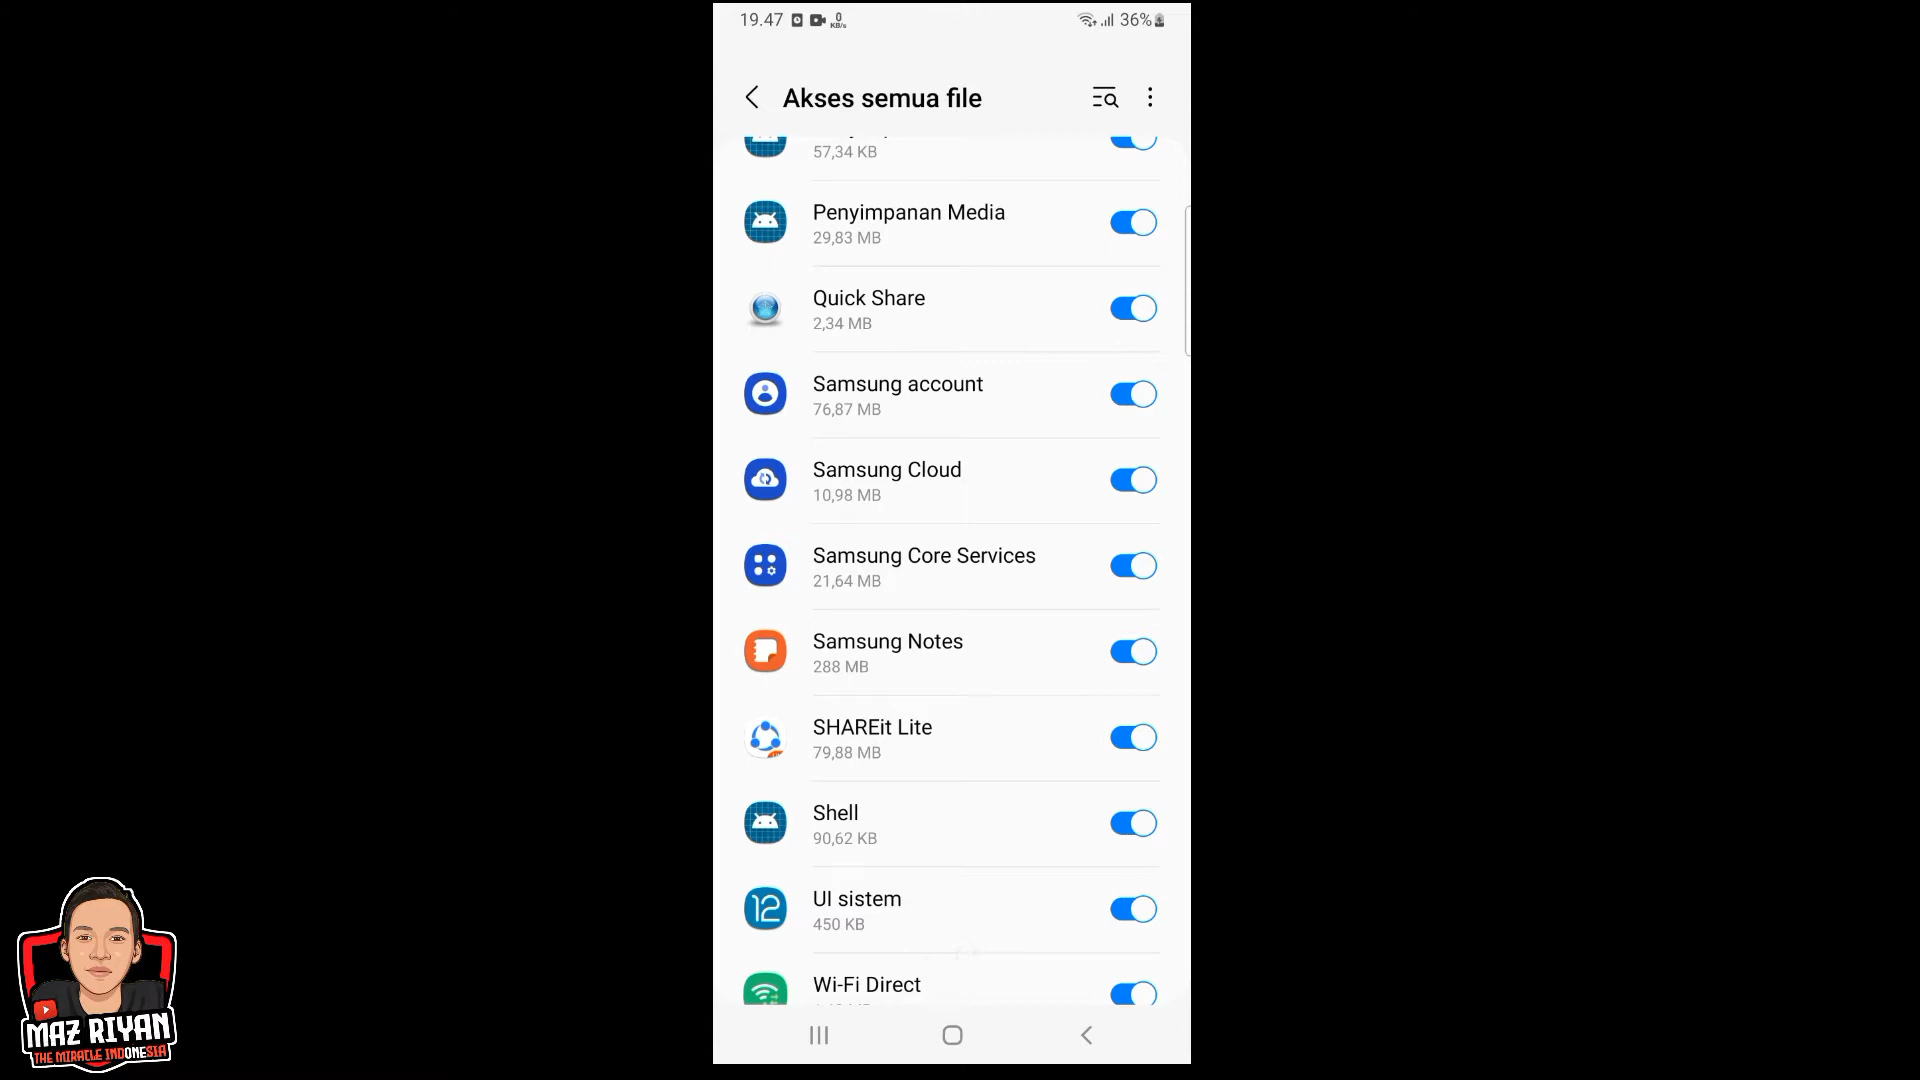 19.47
0
KB/s
36%
Akses semua file
57,34 KB
Penyimpanan Media
29,83 MB
Quick Share
2,34 MB
Samsung account
76,87 MB
Samsung Cloud
10,98 MB
Samsung Core Services
21,64 MB
Samsung Notes
288 MB
SHAREit Lite
79,88 MB
Shell
90,62 KB
UI sistem
450 KB
Wi-Fi Direct
MAZ RIYAN
THE MIRACLE INDONESIA